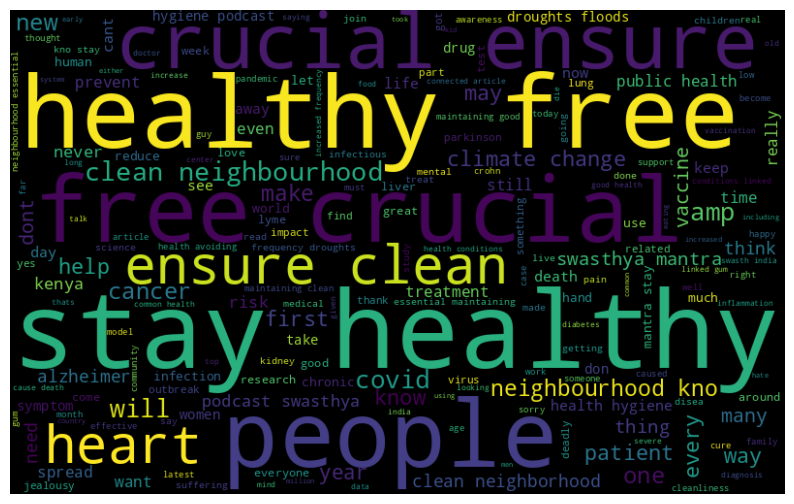 new
hygiene podcast
saying
join
awareness
droughts floods
children
real
early
took
thought
kno stay
cant
week
drug
human
doctor
test
old
crucial ensure
healthy free
system
increase
pandemic
let
food
part
connected article
now
low
prevent
life
may
public health
either
increased frequency
lung
die
become
guy
away
even
maintaining good
today
going
vaccination
neighbourhood essential
never
center
sure
infectious
parkinson
support
reduce
love
climate change
done
really
long
mental
crohn
keep
clean neighbourhood
treat
good health
conditions linked
far
see
make
liver
still
must
vaccine
time
talk
world
find
great
use
including
dont
lyme
something
amp
article
read
impact
eating
free crucial
day
science
health avoiding
frequency droughts
health conditions
related
think
happy
increased
yes
help
maintaining clean
case
live
swasthya mantra
swasth india
ensure clean
study
death
pain
linked gum
right
kenya
cancer
risk
medical
treatment
essential maintaining
hand
mantra stay
much
well
thats
common health
given
thank
made
common
inflammation
first
take
stay healthy
model
top
kidney
good
diabetes
getting
alzheimer
infection
covid
don
neighbourhood kno
community
research
chronic
work
someone
cause death
outbreak
virus
looking
caused
around
symptom
come
will
podcast swasthya
know
health hygiene
disea
many
gum
month
say
women
india
using
sorry
thing
need
country
effective
age
deadly
cure
family
heart
people
year
patient
every
way
severe
want
latest
everyone
men
one
diagnosis
spread
suffering
mind
data
million
clean neighborhood
cleanliness
jealousy